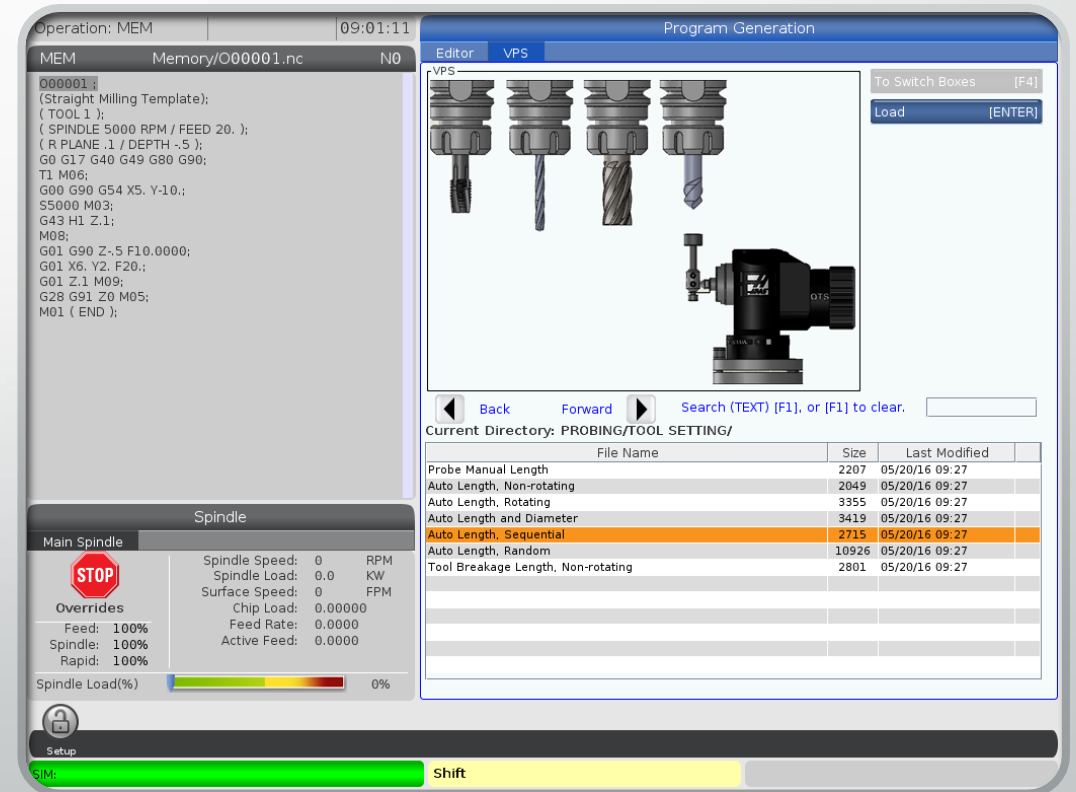 Operation: MEM
09:01:11
MEM Memory/O00001.nc N0
O00001 ;
(Straight Milling Template);
( TOOL 1 );
( SPINDLE 5000 RPM / FEED 20. );
( R PLANE .1 / DEPTH -.5 );
G0 G17 G40 G49 G80 G90;
T1 M06;
G00 G90 G54 X5. Y-10.;
S5000 M03;
G43 H1 Z.1;
M08;
G01 G90 Z-.5 F10.0000;
G01 X6. Y2. F20.;
G01 Z.1 M09;
G28 G91 Z0 M05;
M01 ( END );
Spindle
Main Spindle
STOP
Overrides
Feed: 100%
Spindle: 100%
Rapid: 100%
Spindle Speed: 0 RPM
Spindle Load: 0.0 KW
Surface Speed: 0 FPM
Chip Load: 0.00000
Feed Rate: 0.0000
Active Feed: 0.0000
Spindle Load(%) 0%
Program Generation
Editor VPS
VPS
OTS
To Switch Boxes [F4]
Load [ENTER]
Back Forward Search (TEXT) [F1], or [F1] to clear.
Current Directory: PROBING/TOOL SETTING/
File Name Size Last Modified
Probe Manual Length 2207 05/20/16 09:27
Auto Length, Non-rotating 2049 05/20/16 09:27
Auto Length, Rotating 3355 05/20/16 09:27
Auto Length and Diameter 3419 05/20/16 09:27
Auto Length, Sequential 2715 05/20/16 09:27
Auto Length, Random 10926 05/20/16 09:27
Tool Breakage Length, Non-rotating 2801 05/20/16 09:27
Setup
SIM:
Shift